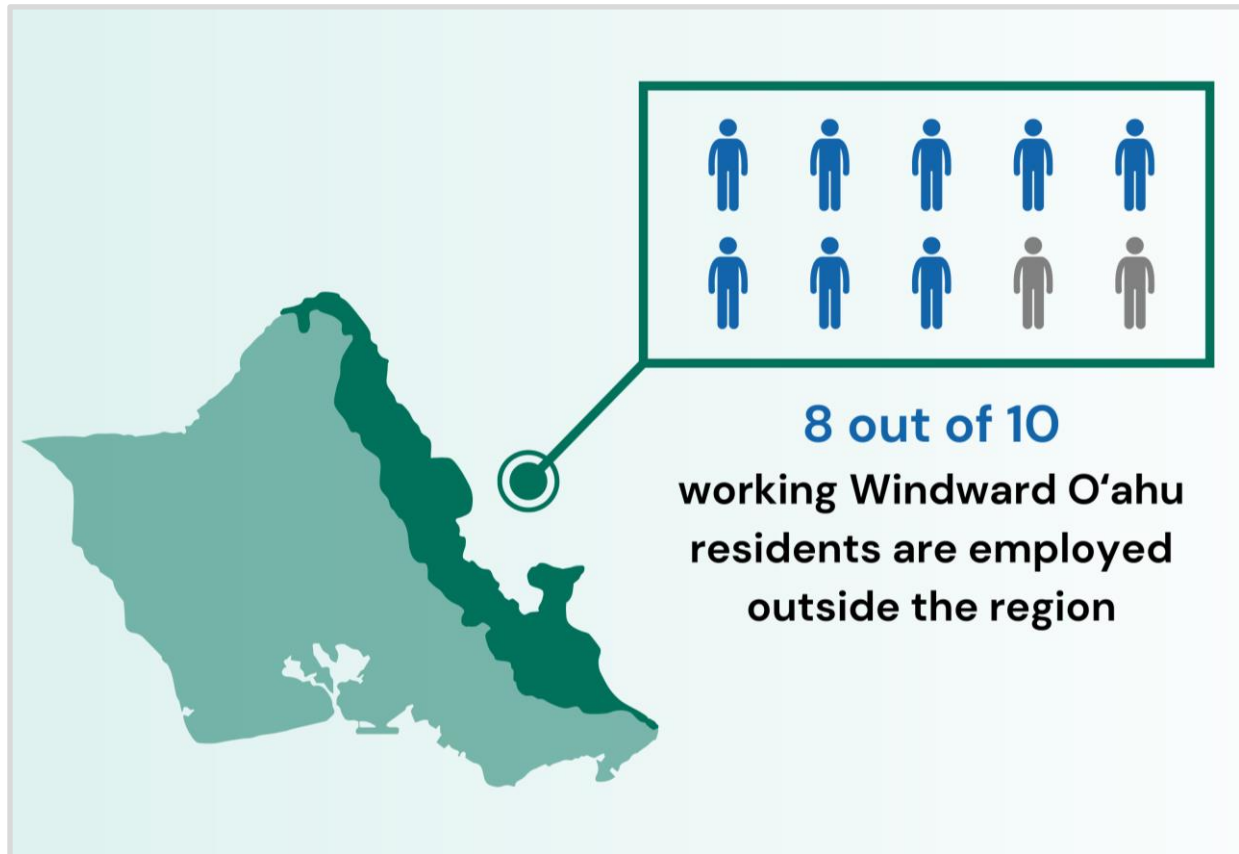 8 out of 10
working Windward O‘ahu
residents are employed
outside the region